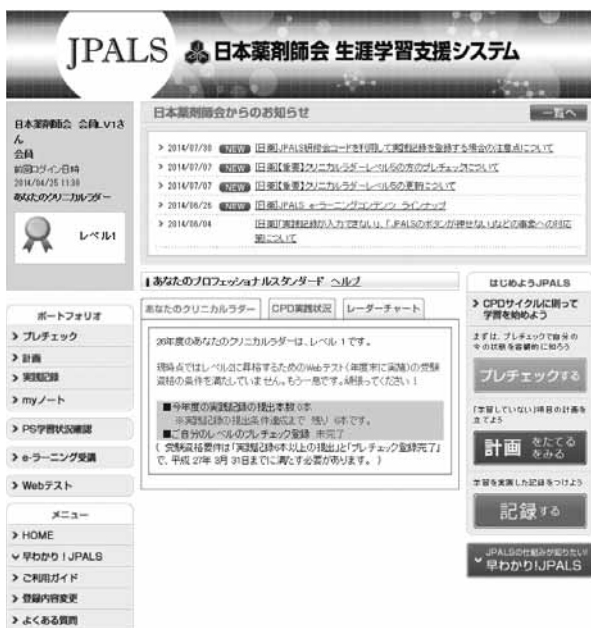 JPALS 日本薬剤師会 生涯学習支援システム
日本薬剤師会 会員LV1さん
会員
前回ログイン日時
2014/04/25 11:38
あなたのクリニカルラダー
レベル1
ポートフォリオ
プレチェック
計画
実践記録
myノート
PS学習状況確認
e-ラーニング受講
Webテスト
メニュー
HOME
早わかり！JPALS
ご利用ガイド
登録内容変更
よくある質問
日本薬剤師会からのお知らせ
一覧へ
2014/07/30 NEW [日薬]JPALS研修会コードを利用して実践記録を登録する場合の注意点について
2014/07/07 NEW [日薬]【重要】クリニカルラダーレベル5の方のプレチェックについて
2014/07/07 NEW [日薬]【重要】クリニカルラダーレベル5の更新について
2014/06/26 NEW [日薬]JPALS e-ラーニングコンテンツ ラインナップ
2014/06/04 [日薬]「実践記録が入力できない」、「JPALSのボタンが押せない」などの事象への対応策について
あなたのプロフェッショナルスタンダード ヘルプ
あなたのクリニカルラダー
CPD実践状況
レーダーチャート
26年度のあなたのクリニカルラダーは、レベル 1です。
現時点ではレベル2に昇格するためのWebテスト(年度末に実施)の受験
資格の条件を満たしていません。もう一息です。頑張ってください！
■今年度の実践記録の提出本数 0本
※実践記録の提出条件達成まで 残り 6本です。
■ご自分のレベルのプレチェック登録 未完了
( 受験資格要件は「実践記録6本以上の提出」と「プレチェック登録完了」
で、平成 27年 3月 31日までに満たす必要があります。 )
はじめようJPALS
CPDサイクルに則って
学習を始めよう
まずは、プレチェックで自分の
今の状態を客観的に知ろう
プレチェックする
「学習していない」項目の計画を
立てよう
計画 をたてる をみる
学習を実施した記録をつけよう
記録する
JPALSの仕組みが知りたい!
早わかり!JPALS